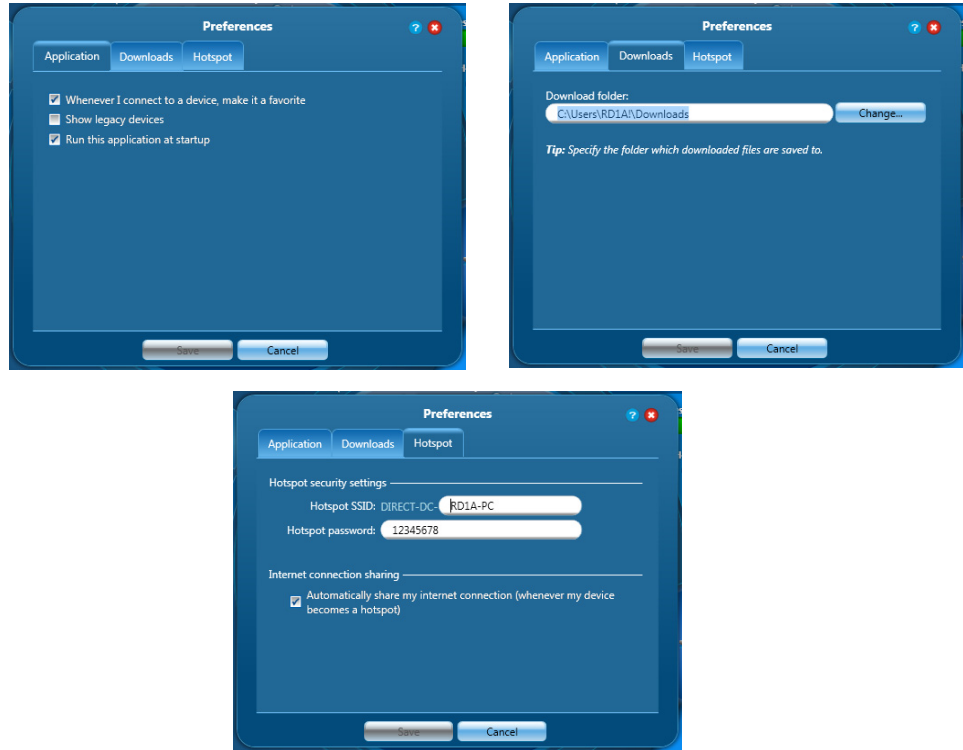 Preferences
?
Application Downloads Hotspot
Whenever I connect to a device, make it a favorite
Show legacy devices
Run this application at startup
Save Cancel
Preferences
?
Application Downloads Hotspot
Download folder:
C:\Users\RD1A!\Downloads
Change...
Tip: Specify the folder which downloaded files are saved to.
Save Cancel
Preferences
?
Application Downloads Hotspot
Hotspot security settings
Hotspot SSID: DIRECT-DC- RD1A-PC
Hotspot password: 12345678
Internet connection sharing
Automatically share my internet connection (whenever my device
becomes a hotspot)
Save Cancel